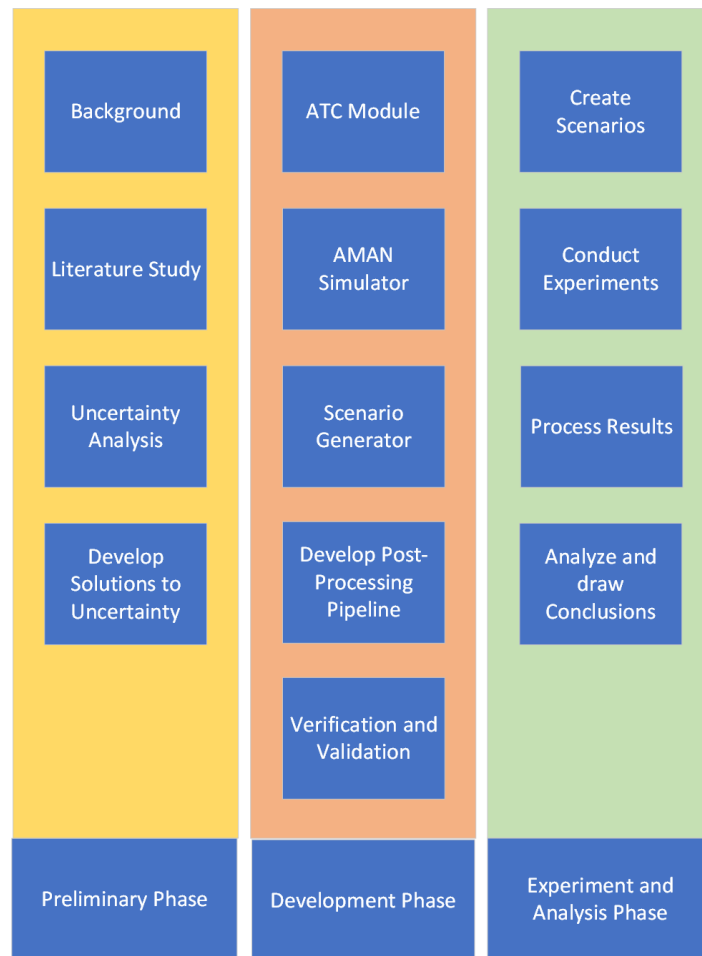 Background
Literature Study
Uncertainty
Analysis
Develop
Solutions to
Uncertainty
Preliminary Phase
ATC Module
AMAN
Simulator
Scenario
Generator
Develop Post-
Processing
Pipeline
Verification and
Validation
Development Phase
Create
Scenarios
Conduct
Experiments
Process Results
Analyze and
draw
Conclusions
Experiment and
Analysis Phase